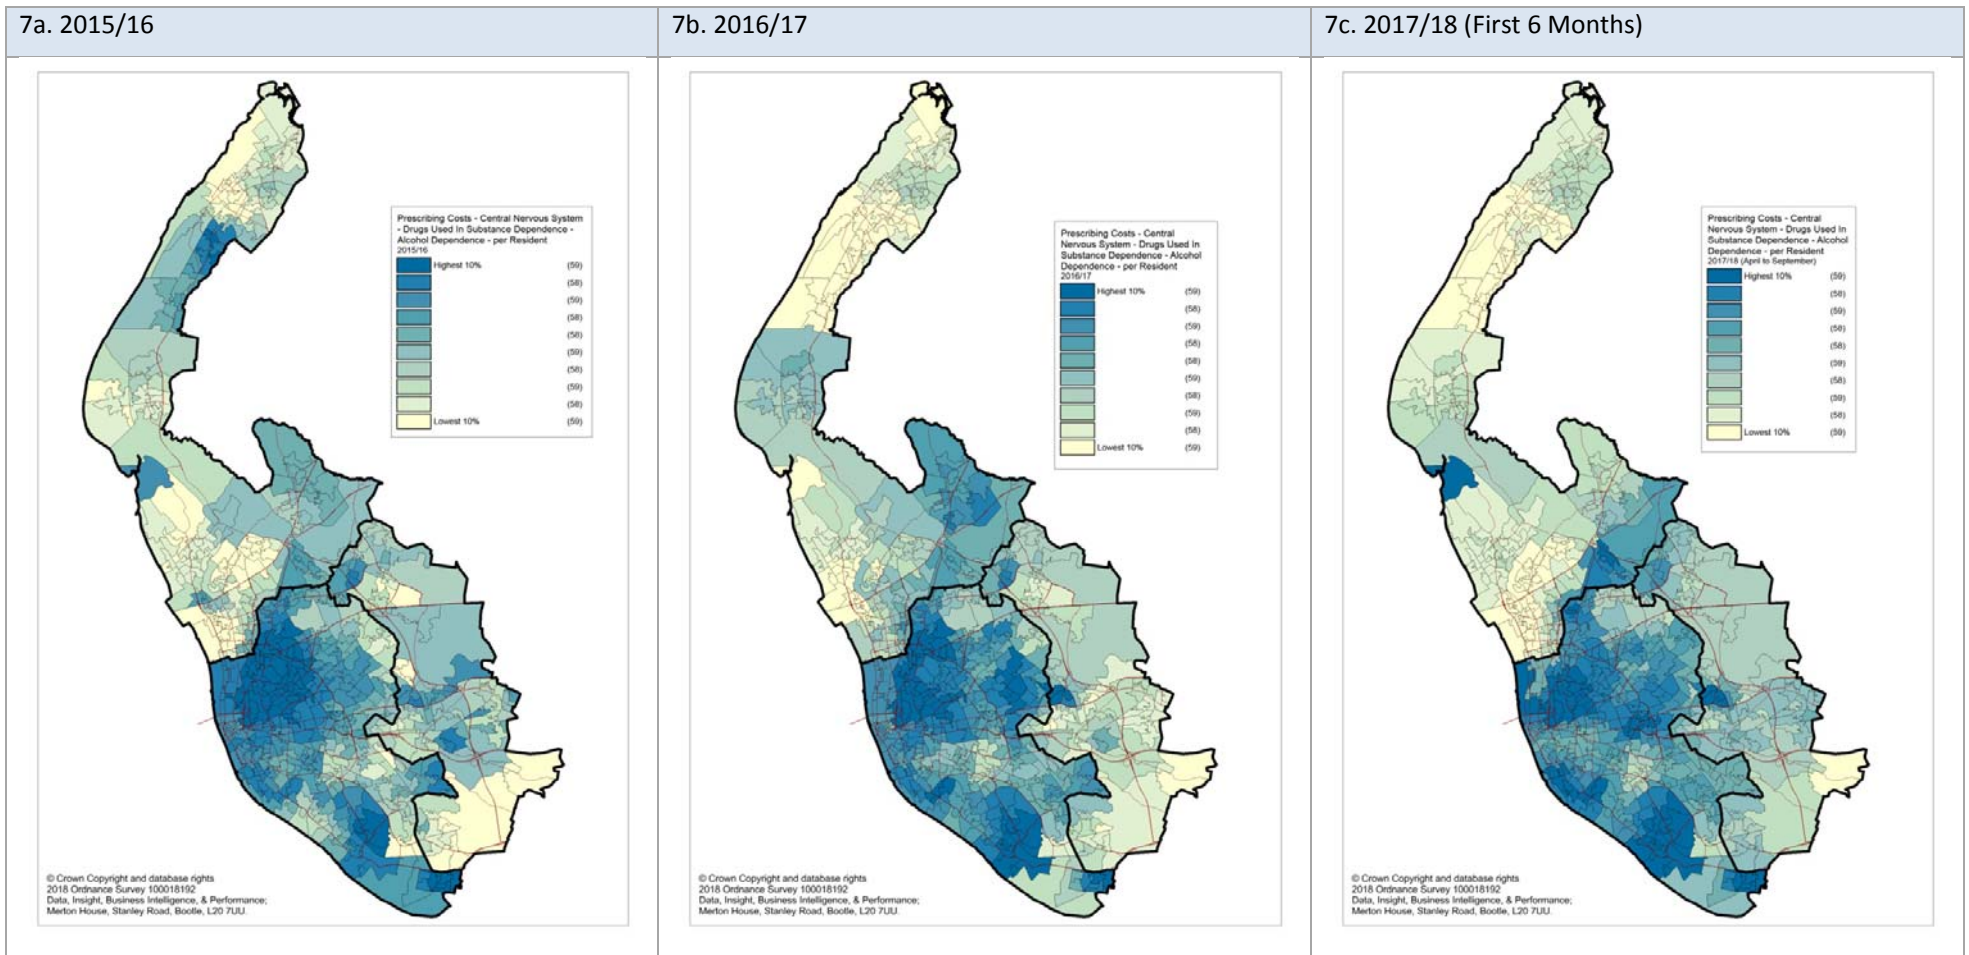 7a. 2015/16
7b. 2016/17
7c. 2017/18 (First 6 Months)
Prescribing Costs - Central Nervous System
- Drugs Used In Substance Dependence -
Alcohol Dependence - per Resident
2015/16
Highest 10% (59)
(58)
(59)
(58)
(58)
(59)
(58)
(59)
(58)
Lowest 10% (59)
© Crown Copyright and database rights
2018 Ordnance Survey 100018192
Data, Insight, Business Intelligence, & Performance;
Merton House, Stanley Road, Bootle, L20 7UU.
Prescribing Costs - Central
Nervous System - Drugs Used In
Substance Dependence - Alcohol
Dependence - per Resident
2016/17
Highest 10% (59)
(58)
(59)
(58)
(58)
(59)
(58)
(59)
(58)
Lowest 10% (59)
© Crown Copyright and database rights
2018 Ordnance Survey 100018192
Data, Insight, Business Intelligence, & Performance;
Merton House, Stanley Road, Bootle, L20 7UU.
Prescribing Costs - Central
Nervous System - Drugs Used In
Substance Dependence - Alcohol
Dependence - per Resident
2017/18 (April to September)
Highest 10% (59)
(58)
(59)
(58)
(58)
(59)
(58)
(59)
(58)
Lowest 10% (59)
© Crown Copyright and database rights
2018 Ordnance Survey 100018192
Data, Insight, Business Intelligence, & Performance;
Merton House, Stanley Road, Bootle, L20 7UU.